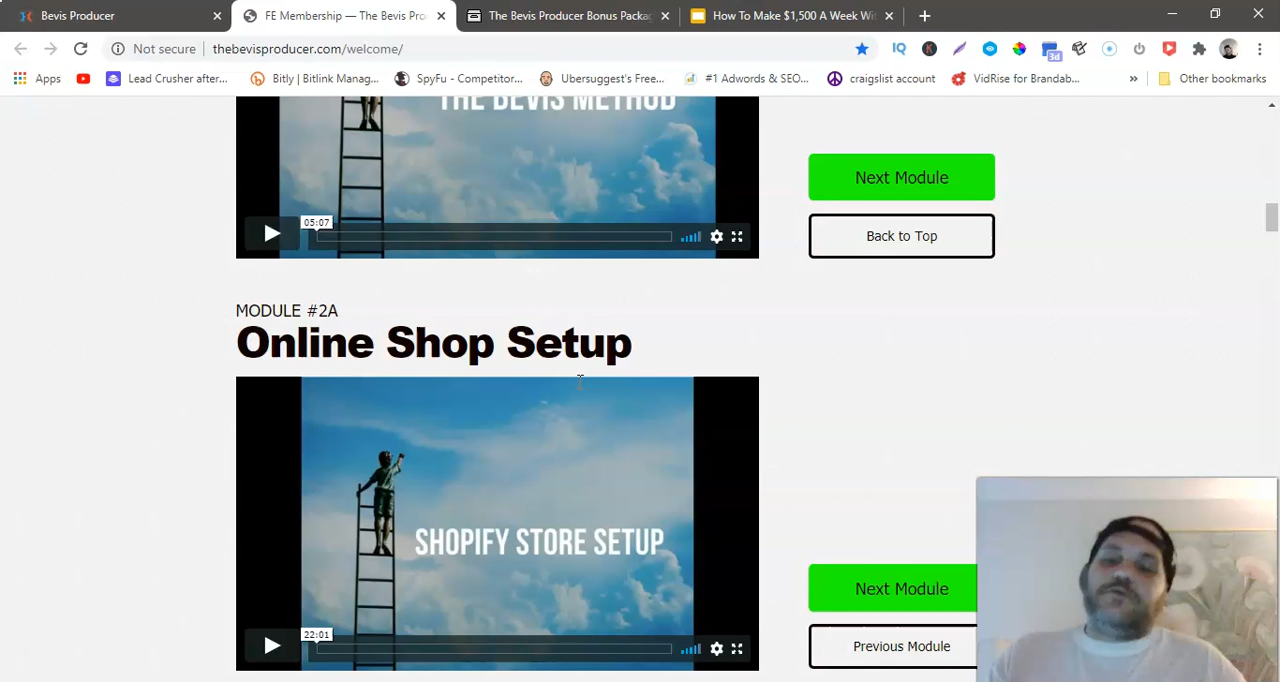 Bevis Producer
FE Membership — The Bevis Pro
The Bevis Producer Bonus Packa
How To Make $1,500 A Week Wi
Not secure
thebevisproducer.com/welcome/
IQ
K
3d
Apps
Lead Crusher after...
Bitly | Bitlink Manag...
SpyFu - Competitor...
Ubersuggest's Free...
#1 Adwords & SEO...
craigslist account
VidRise for Brandab...
»
Other bookmarks
THE BEVIS METHOD
Next Module
05:07
Back to Top
MODULE #2A
Online Shop Setup
SHOPIFY STORE SETUP
Next Module
22:01
Previous Module